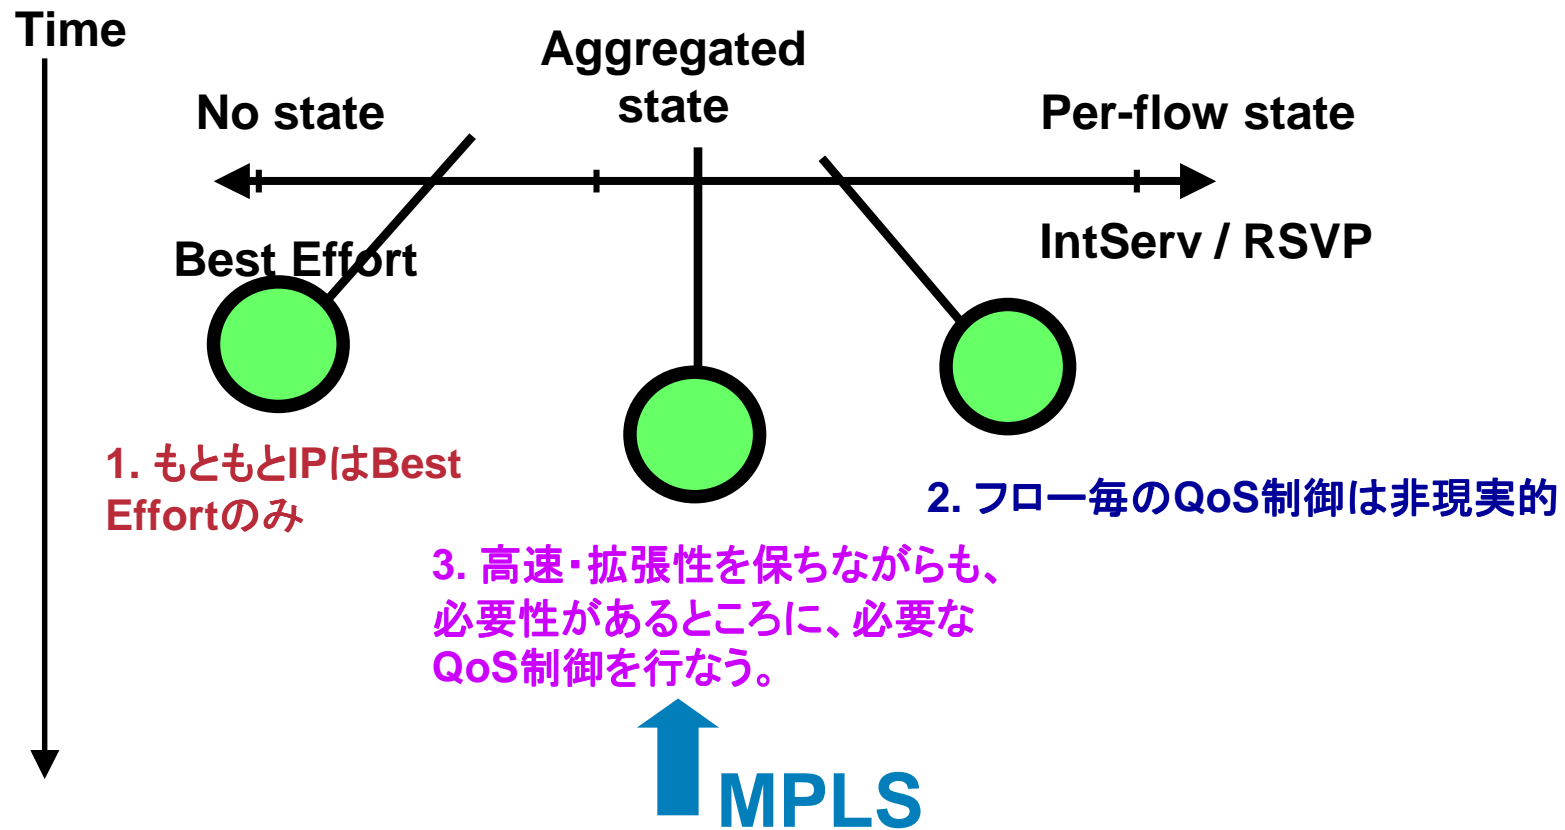 Time
Aggregated
state
No state
Per-flow state
Best Effort
IntServ / RSVP
1. もともとIPはBest
Effortのみ
2. フロー毎のQoS制御は非現実的
3. 高速・拡張性を保ちながらも、
必要性があるところに、必要な
QoS制御を行なう。
MPLS